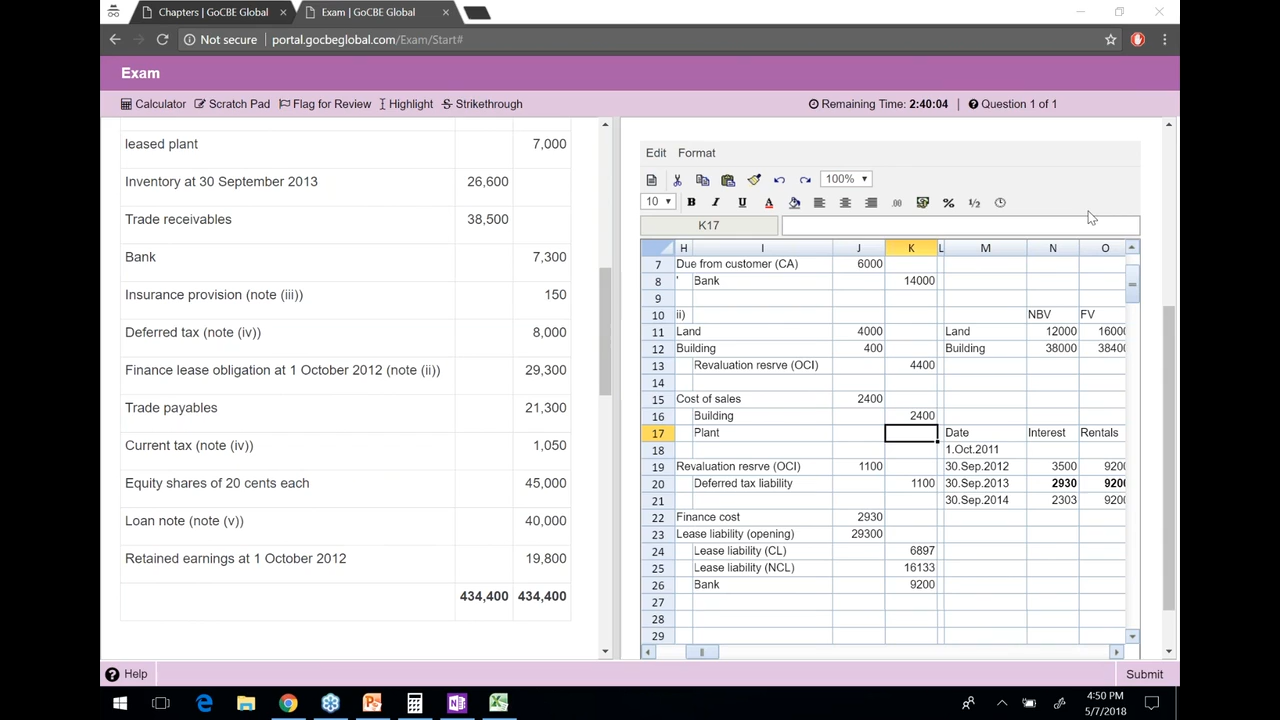 Chapters | GoCBE Global
Exam | GoCBE Global
Not secure | portal.gocbeglobal.com/Exam/Start#
Exam
Calculator Scratch Pad Flag for Review Highlight Strikethrough Remaining Time: 2:40:04 Question 1 of 1
leased plant 7,000
Inventory at 30 September 2013 26,600
Trade receivables 38,500
Bank 7,300
Insurance provision (note (iii)) 150
Deferred tax (note (iv)) 8,000
Finance lease obligation at 1 October 2012 (note (ii)) 29,300
Trade payables 21,300
Current tax (note (iv)) 1,050
Equity shares of 20 cents each 45,000
Loan note (note (v)) 40,000
Retained earnings at 1 October 2012 19,800
434,400 434,400
Edit Format
100%
10 B I U A .00 % 1/2
K17
H I J K L M N O
7 Due from customer (CA) 6000
8 ' Bank 14000
9
10 ii) NBV FV
11 Land 4000 Land 12000 16000
12 Building 400 Building 38000 38400
13 Revaluation resrve (OCI) 4400
14
15 Cost of sales 2400
16 Building 2400
17 Plant Date Interest Rentals
18 1.Oct.2011
19 Revaluation resrve (OCI) 1100 30.Sep.2012 3500 9200
20 Deferred tax liability 1100 30.Sep.2013 2930 9200
21 30.Sep.2014 2303 9200
22 Finance cost 2930
23 Lease liability (opening) 29300
24 Lease liability (CL) 6897
25 Lease liability (NCL) 16133
26 Bank 9200
27
28
29
Help Submit
4:50 PM
5/7/2018